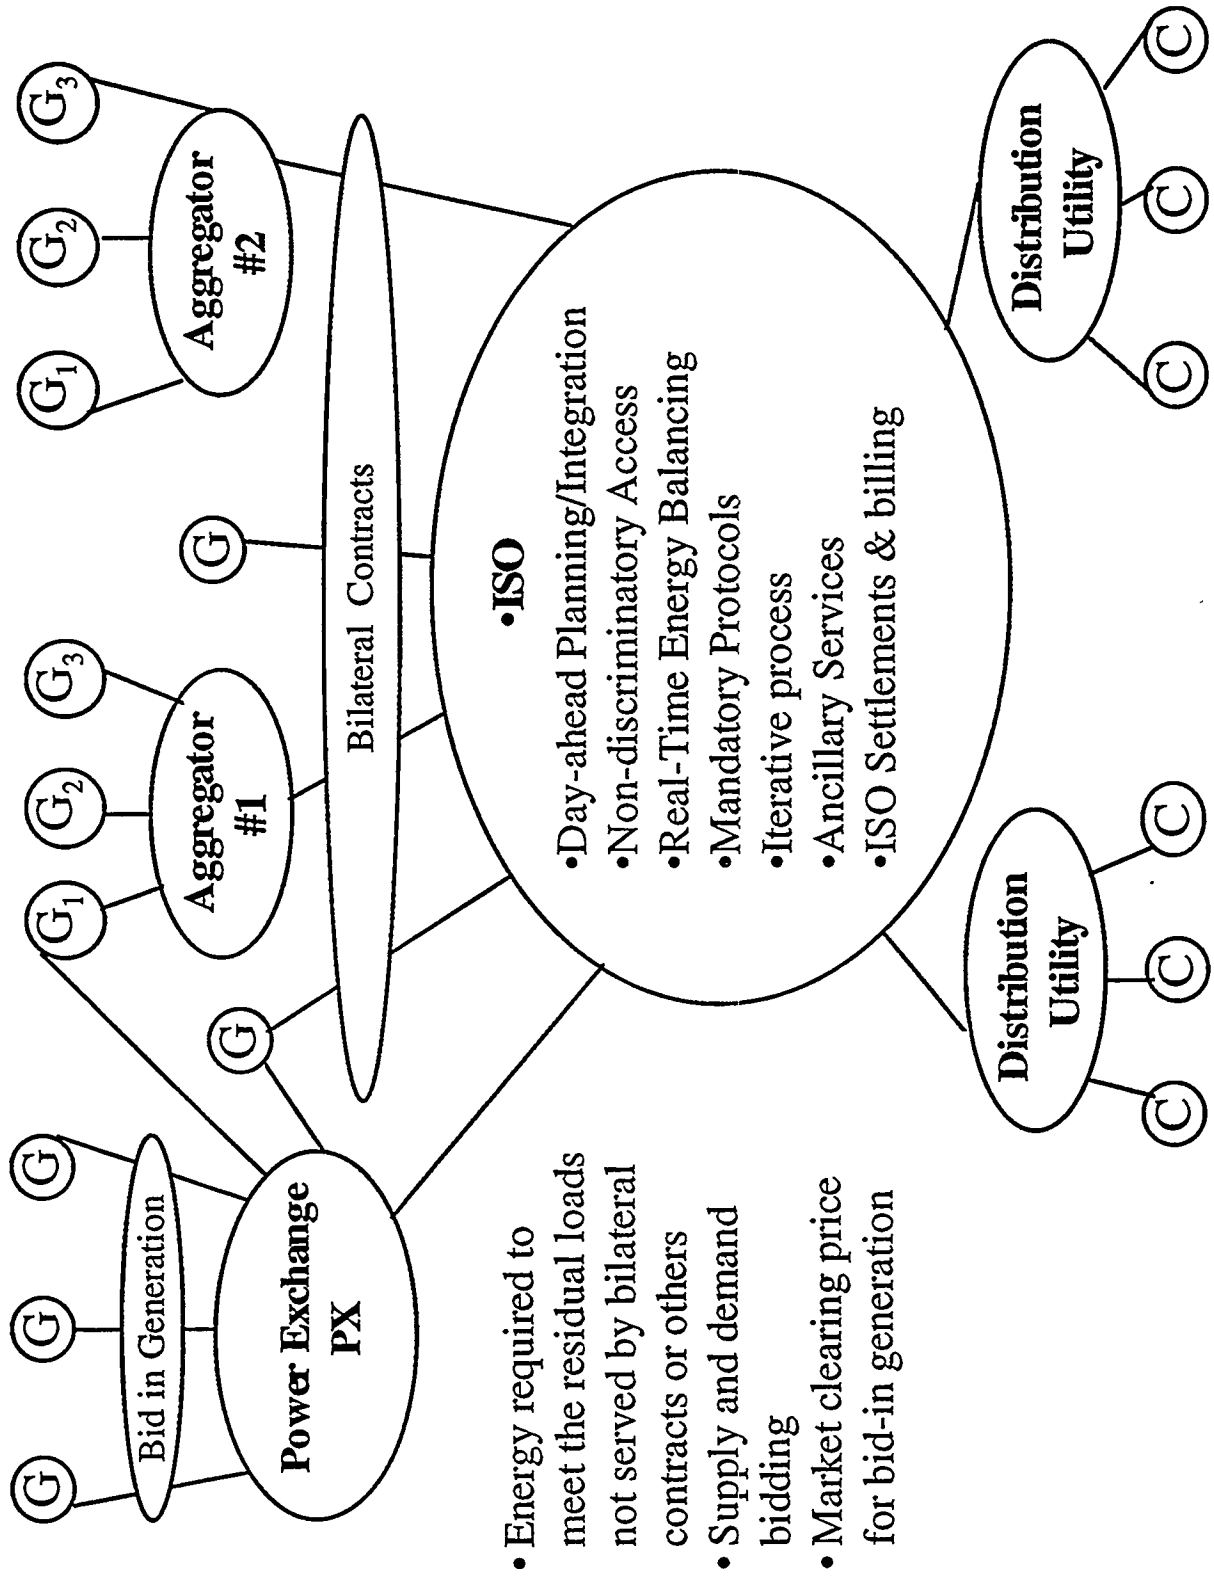 G
G
G
G₁
G₂
G₃
G₁
G₂
G₃
Bid in Generation
Aggregator
#1
Aggregator
#2
G
G
Power Exchange
PX
Bilateral Contracts
•ISO
•Day-ahead Planning/Integration
•Non-discriminatory Access
•Real-Time Energy Balancing
•Mandatory Protocols
•Iterative process
•Ancillary Services
•ISO Settlements & billing
• Energy required to
meet the residual loads
not served by bilateral
contracts or others
• Supply and demand
bidding
• Market clearing price
for bid-in generation
Distribution
Utility
Distribution
Utility
C
C
C
C
C
C